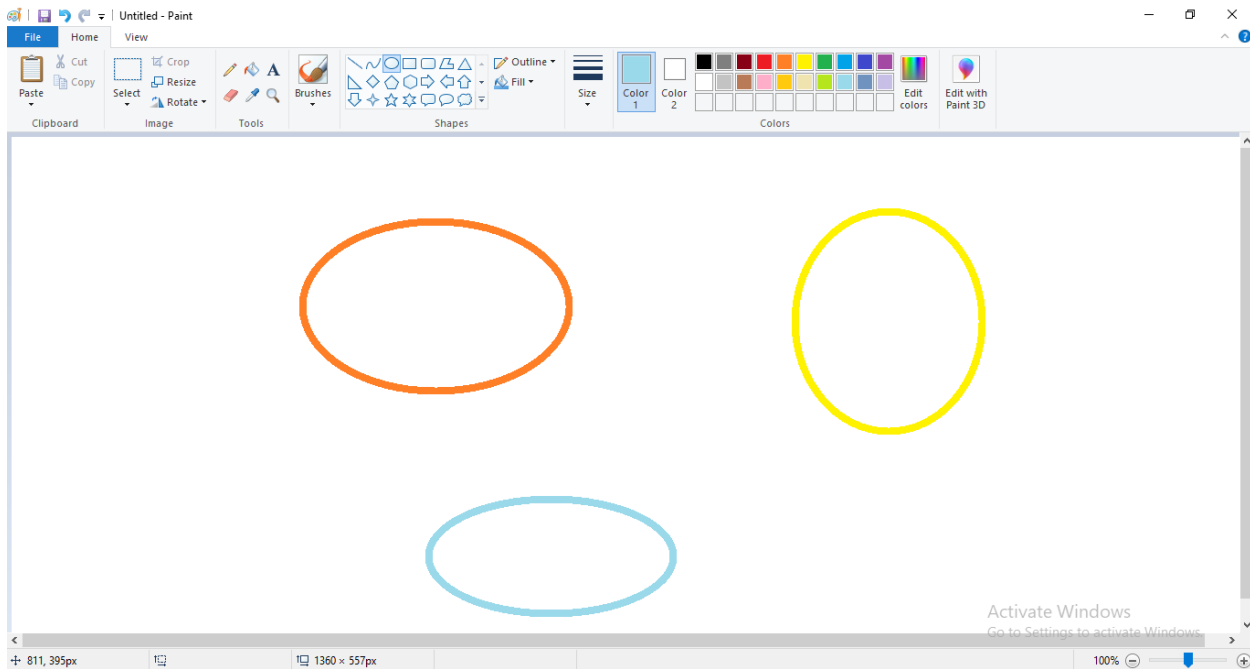 Untitled - Paint
File Home View
Paste
Cut
Copy
Clipboard
Select
Crop
Resize
Rotate
Image
A
Tools
Brushes
Outline
Fill
Shapes
Size
Color 1
Color 2
Edit colors
Colors
Edit with Paint 3D
Activate Windows
Go to Settings to activate Windows.
811, 395px
1360 × 557px
100%